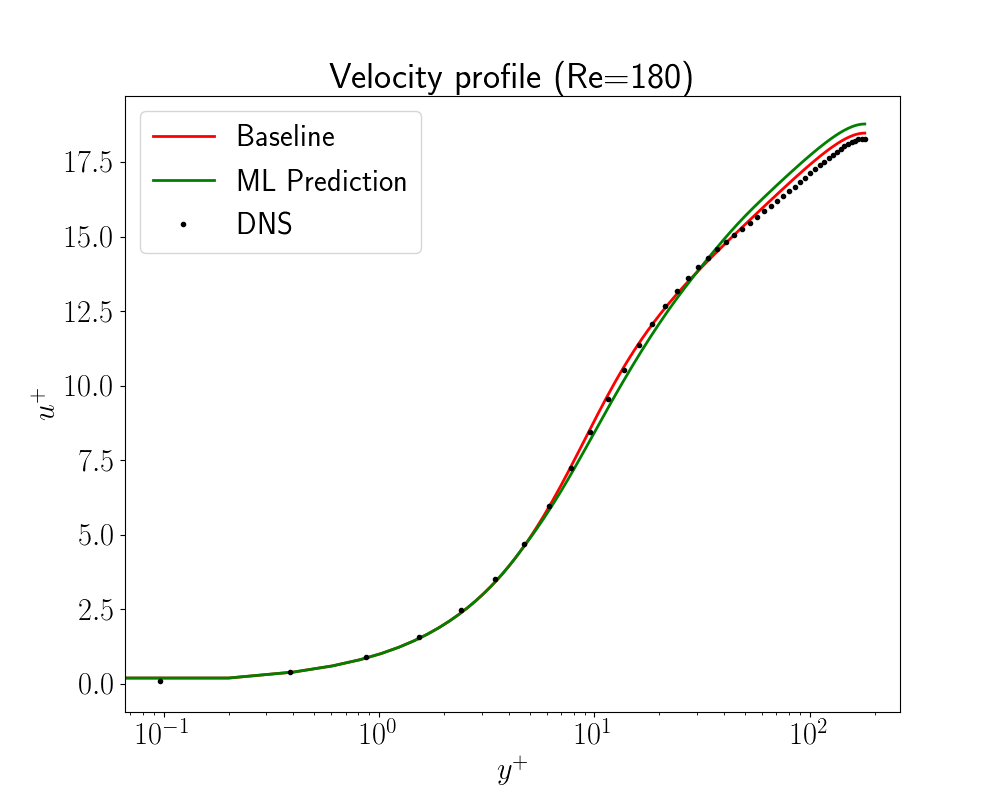 Velocity profile (Re=180)
Baseline
ML Prediction
DNS
17.5
15.0
12.5
10.0
7.5
5.0
2.5
0.0
u⁺
10⁻¹ 10⁰ 10¹ 10²
y⁺